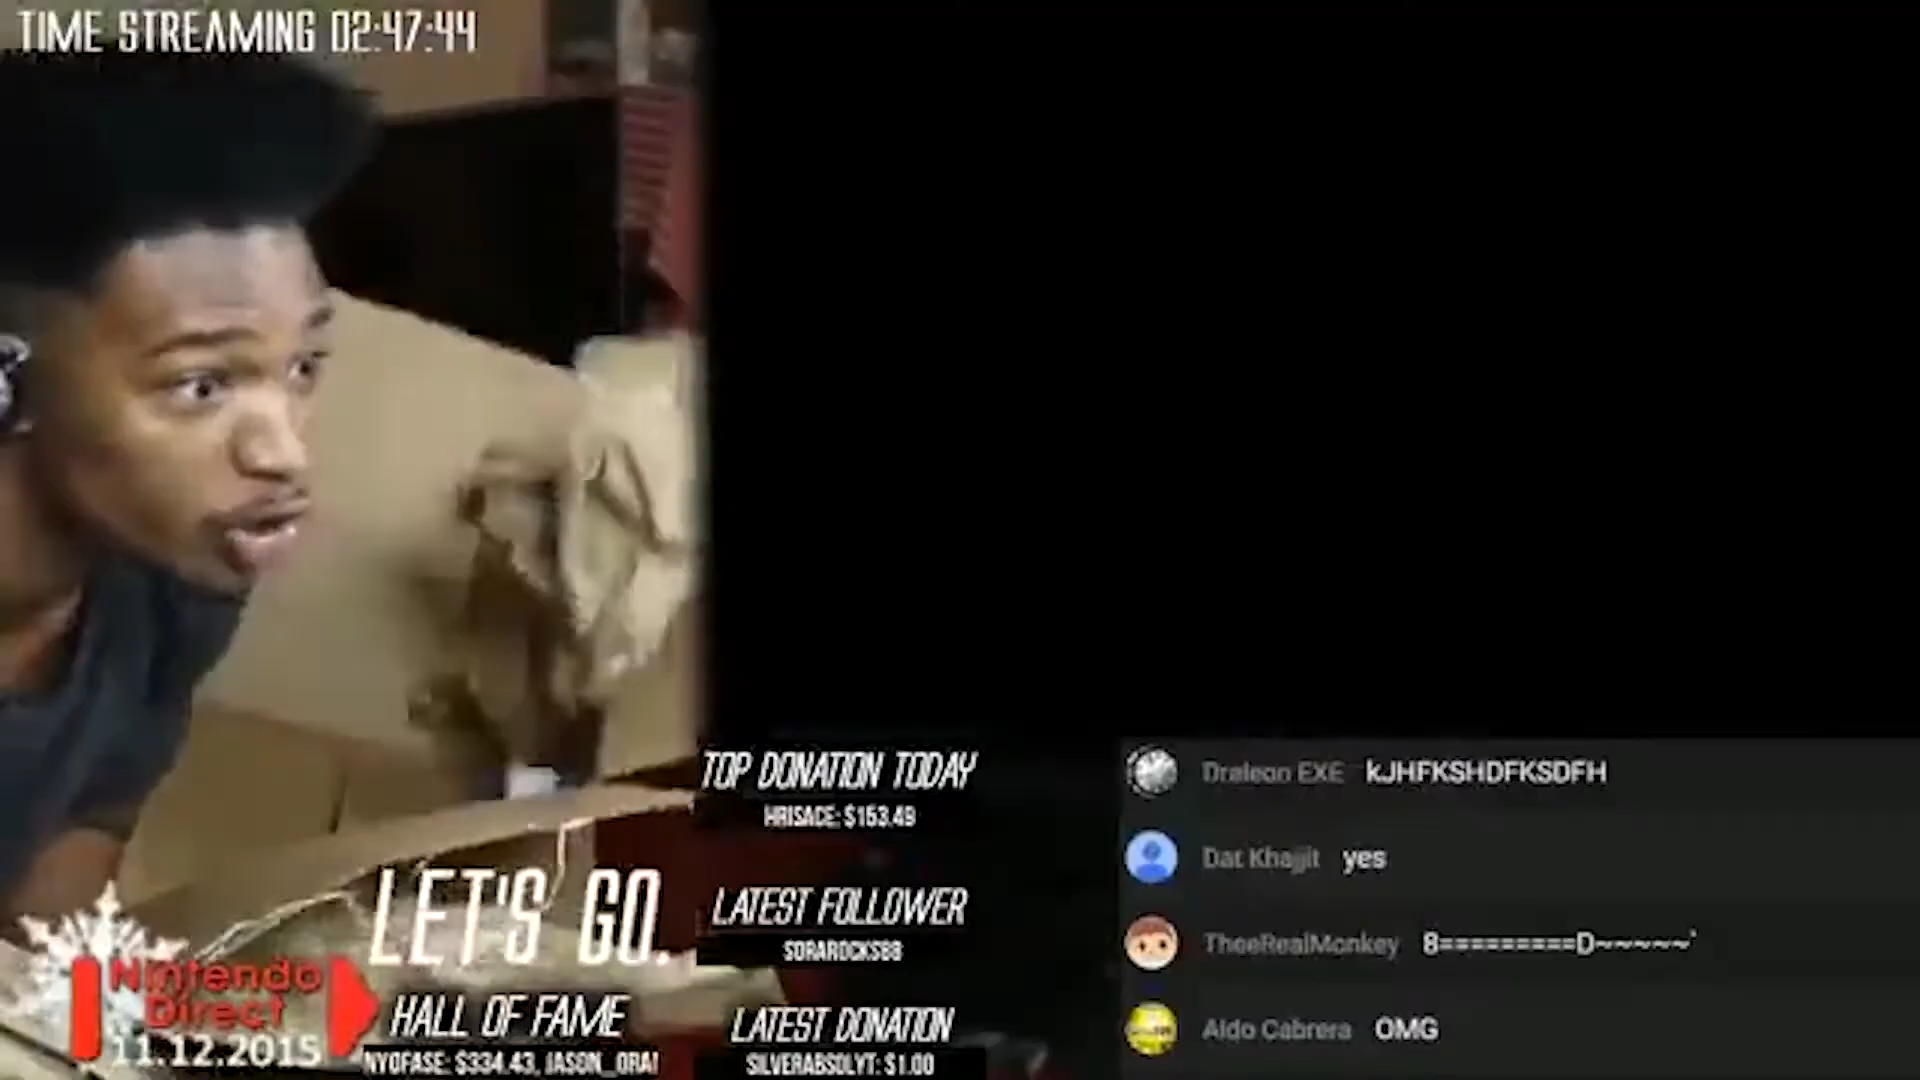 TIME STREAMING 02:47:44
TOP DONATION TODAY
HRISACE: $153.49
LET'S GO.
LATEST FOLLOWER
SORAROCKS88
HALL OF FAME
NYOFASE: $334.43, JASON_
LATEST DONATION
SILVERABSOLYT: $1.00
Nintendo
Direct
11.12.2015
Draleon EXE kJHFKSHDFKSDFH
Dat Khajjit yes
TheeRealMonkey 8=========D~~~~~'
Aldo Cabrera OMG